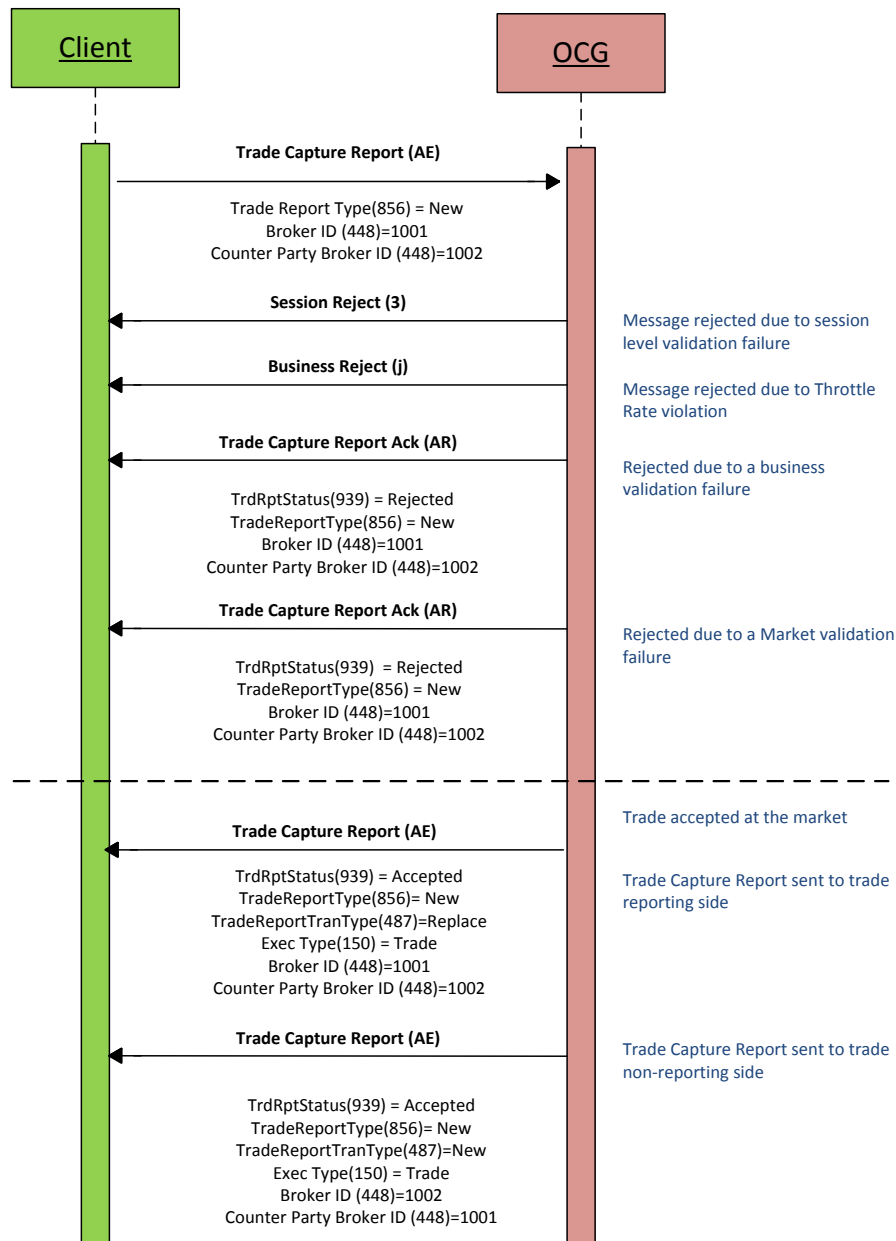 Client
OCG
Trade Capture Report (AE)
Trade Report Type(856) = New
Broker ID (448)=1001
Counter Party Broker ID (448)=1002
Session Reject (3)
Message rejected due to session
level validation failure
Business Reject (j)
Message rejected due to Throttle
Rate violation
Trade Capture Report Ack (AR)
Rejected due to a business
validation failure
TrdRptStatus(939) = Rejected
TradeReportType(856) = New
Broker ID (448)=1001
Counter Party Broker ID (448)=1002
Trade Capture Report Ack (AR)
Rejected due to a Market validation
failure
TrdRptStatus(939)  = Rejected
TradeReportType(856) = New
Broker ID (448)=1001
Counter Party Broker ID (448)=1002
Trade accepted at the market
Trade Capture Report (AE)
Trade Capture Report sent to trade
reporting side
TrdRptStatus(939) = Accepted
TradeReportType(856)= New
TradeReportTranType(487)=Replace
Exec Type(150) = Trade
Broker ID (448)=1001
Counter Party Broker ID (448)=1002
Trade Capture Report (AE)
Trade Capture Report sent to trade
non-reporting side
TrdRptStatus(939) = Accepted
TradeReportType(856)= New
TradeReportTranType(487)=New
Exec Type(150) = Trade
Broker ID (448)=1002
Counter Party Broker ID (448)=1001